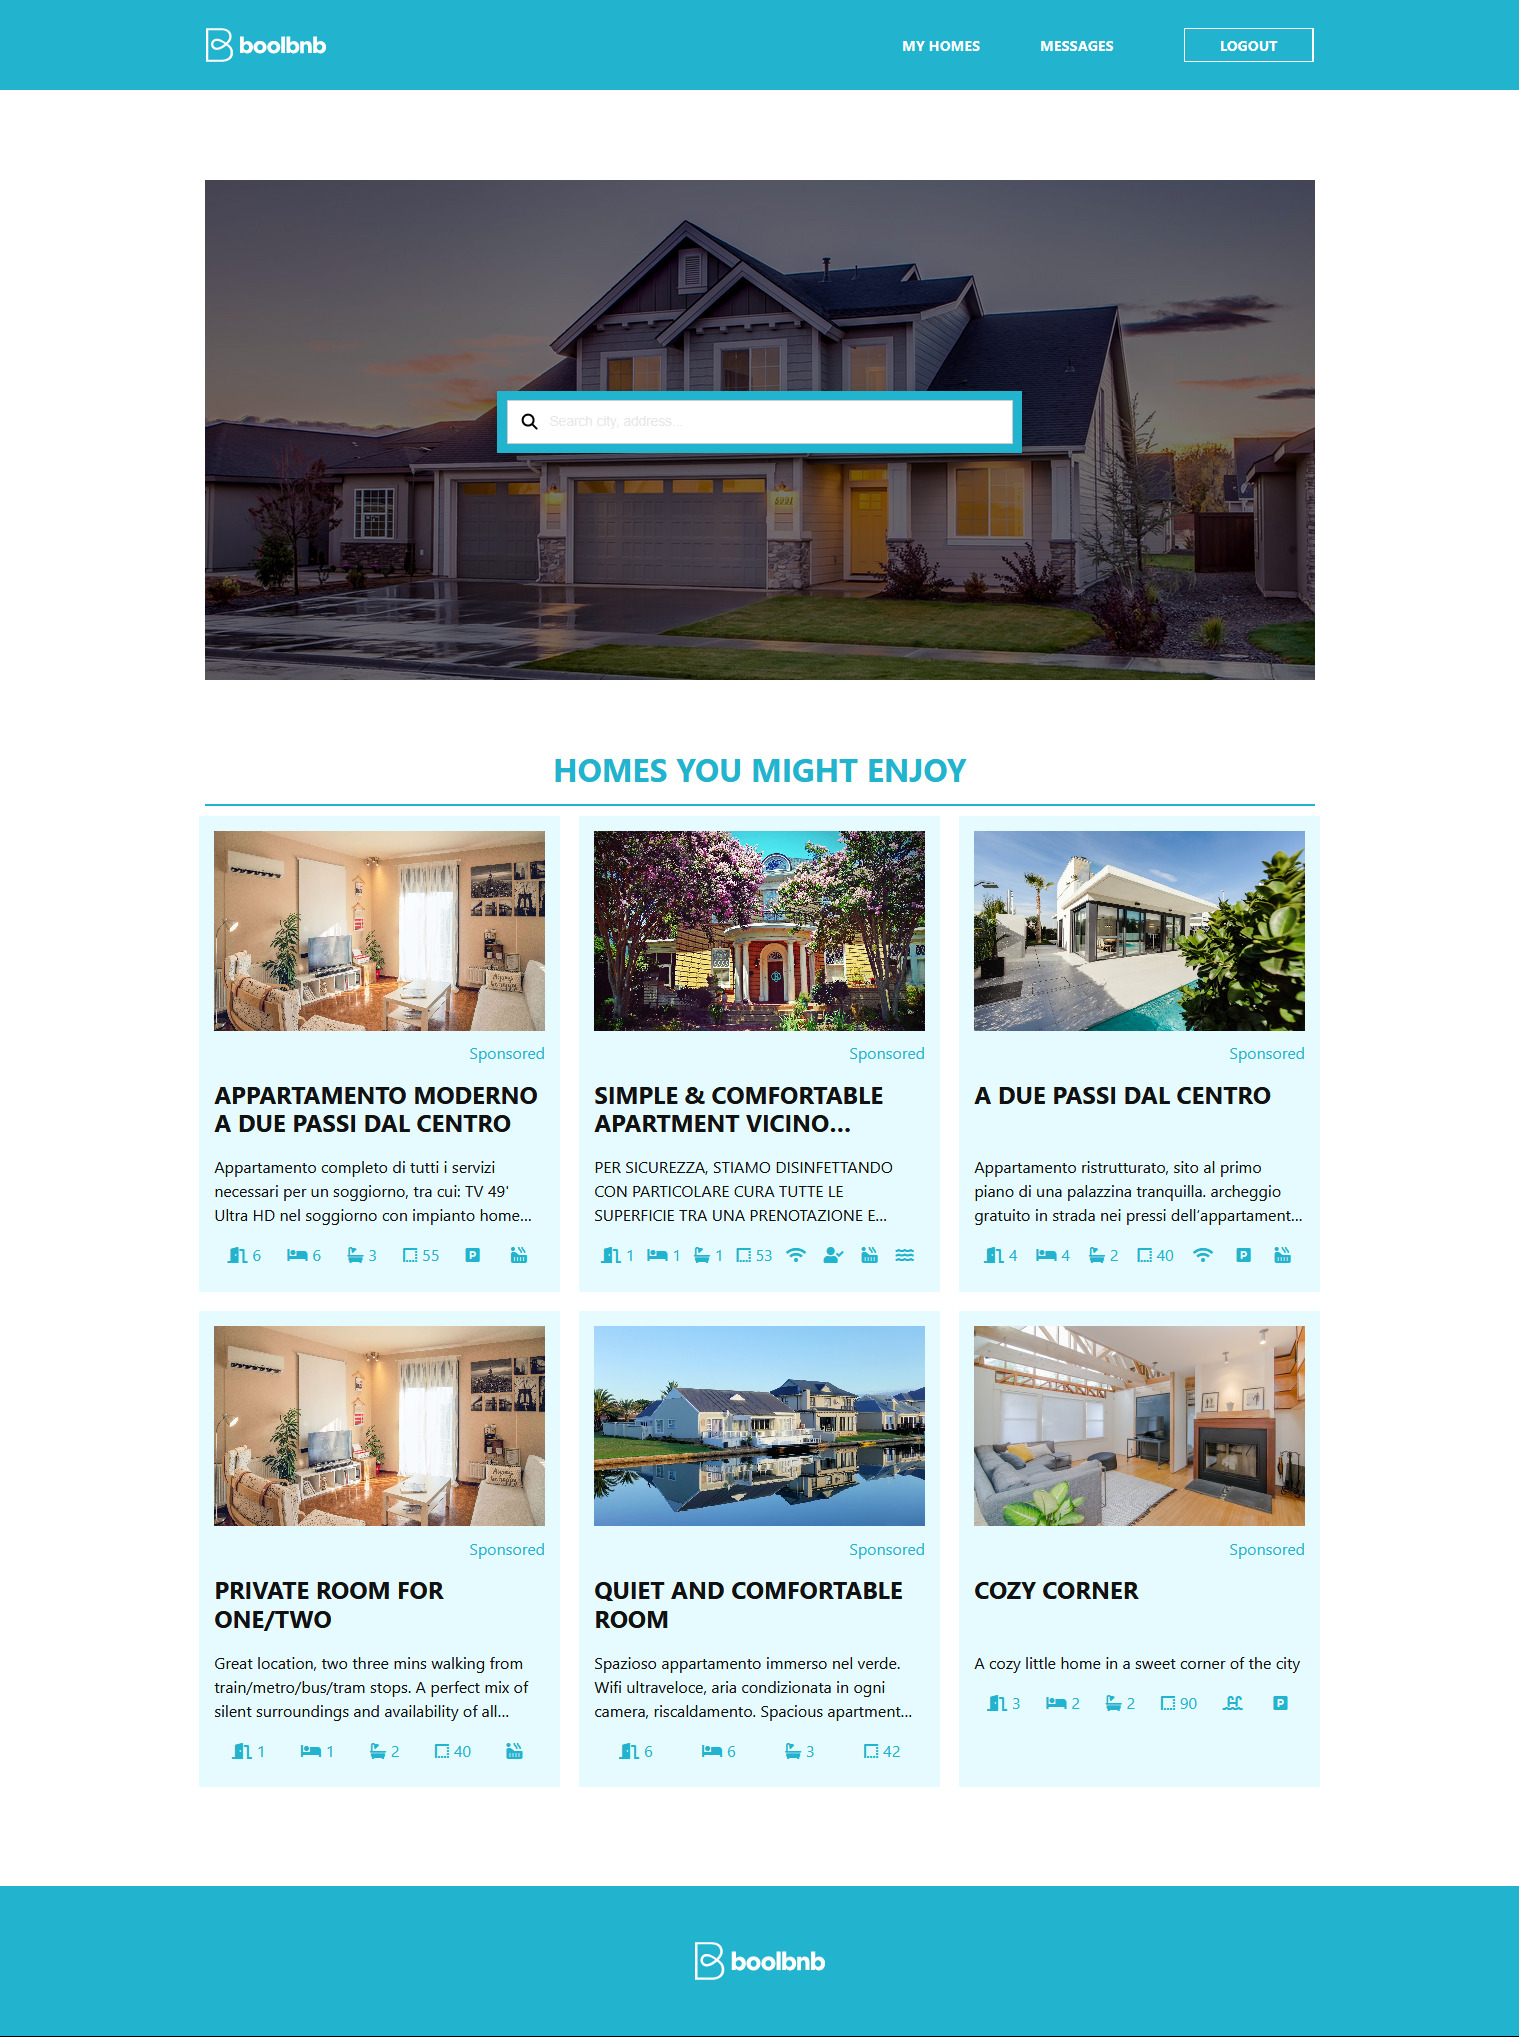 boolbnb
MY HOMES
MESSAGES
LOGOUT
Search city, address...
5991
HOMES YOU MIGHT ENJOY
Sponsored
APPARTAMENTO MODERNO
A DUE PASSI DAL CENTRO
Appartamento completo di tutti i servizi
necessari per un soggiorno, tra cui: TV 49'
Ultra HD nel soggiorno con impianto home...
6 6 3 55 P
Sponsored
SIMPLE & COMFORTABLE
APARTMENT VICINO...
PER SICUREZZA, STIAMO DISINFETTANDO
CON PARTICOLARE CURA TUTTE LE
SUPERFICIE TRA UNA PRENOTAZIONE E...
1 1 1 53
Sponsored
A DUE PASSI DAL CENTRO
Appartamento ristrutturato, sito al primo
piano di una palazzina tranquilla. archeggio
gratuito in strada nei pressi dell'appartament...
4 4 2 40 P
Sponsored
PRIVATE ROOM FOR
ONE/TWO
Great location, two three mins walking from
train/metro/bus/tram stops. A perfect mix of
silent surroundings and availability of all...
1 1 2 40
Sponsored
QUIET AND COMFORTABLE
ROOM
Spazioso appartamento immerso nel verde.
Wifi ultraveloce, aria condizionata in ogni
camera, riscaldamento. Spacious apartment...
6 6 3 42
Sponsored
COZY CORNER
A cozy little home in a sweet corner of the city
3 2 2 90 P
boolbnb